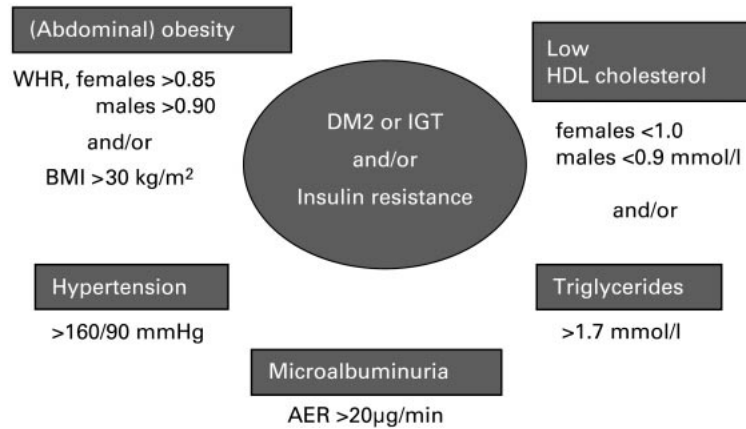 (Abdominal) obesity
WHR, females >0.85
males >0.90
and/or
BMI >30 kg/m²
DM2 or IGT
and/or
Insulin resistance
Low
HDL cholesterol
females <1.0
males <0.9 mmol/l
and/or
Hypertension
>160/90 mmHg
Triglycerides
>1.7 mmol/l
Microalbuminuria
AER >20µg/min